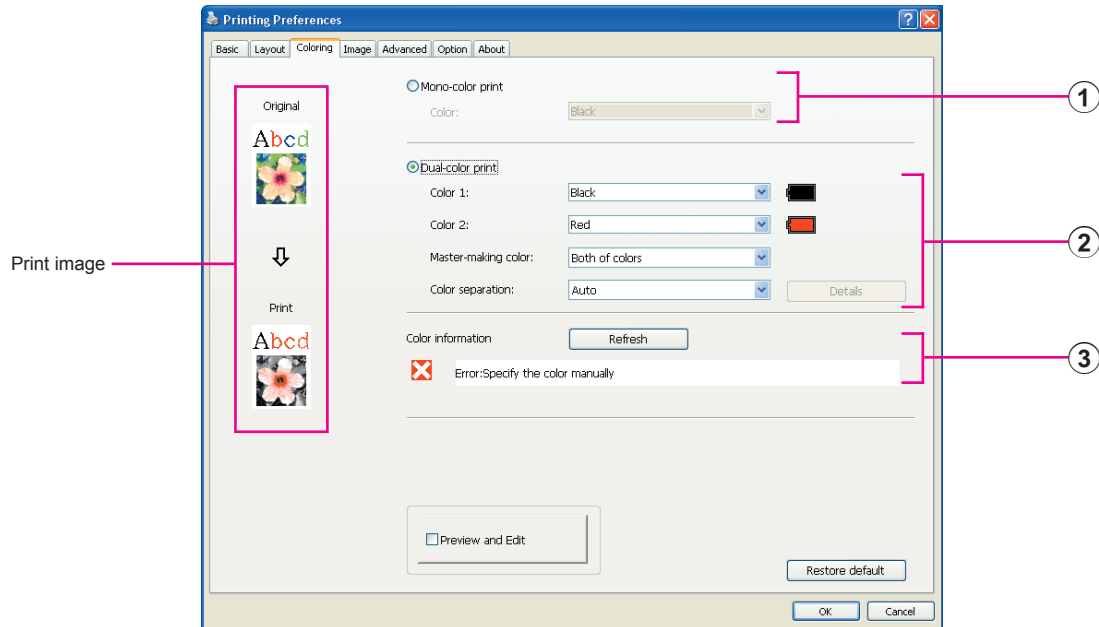 Printing Preferences
Basic Layout Coloring Image Advanced Option About
Mono-color print
Color: Black
1
Original
Abcd
Dual-color print
Color 1: Black
Color 2: Red
Master-making color: Both of colors
Color separation: Auto Details
2
Print image
Print
Abcd
Color information Refresh
Error:Specify the color manually
3
Preview and Edit
Restore default
OK Cancel